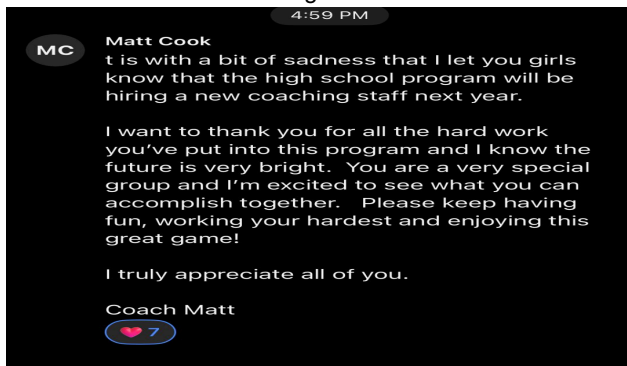 4:59 PM
MC
Matt Cook
t is with a bit of sadness that I let you girls
know that the high school program will be
hiring a new coaching staff next year.
I want to thank you for all the hard work
you've put into this program and I know the
future is very bright.  You are a very special
group and I'm excited to see what you can
accomplish together.   Please keep having
fun, working your hardest and enjoying this
great game!
I truly appreciate all of you.
Coach Matt
❤️ 7